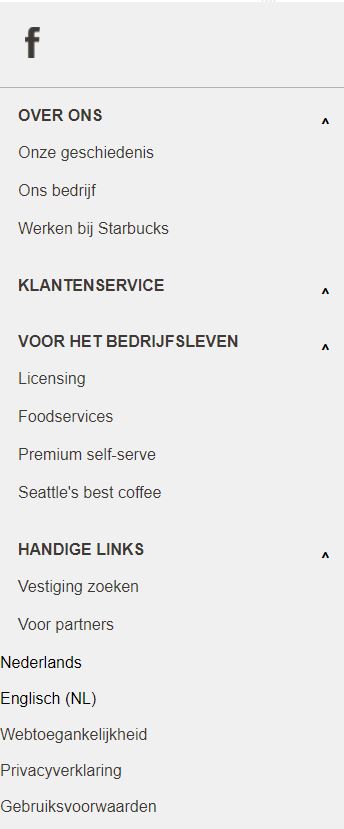 f
OVER ONS
Onze geschiedenis
Ons bedrijf
Werken bij Starbucks
KLANTENSERVICE
VOOR HET BEDRIJFSLEVEN
Licensing
Foodservices
Premium self-serve
Seattle's best coffee
HANDIGE LINKS
Vestiging zoeken
Voor partners
Nederlands
Englisch (NL)
Webtoegankelijkheid
Privacyverklaring
Gebruiksvoorwaarden